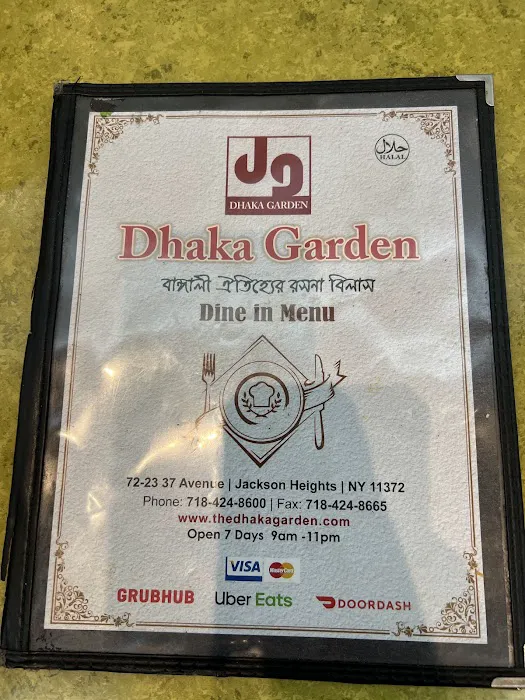 حلال
HALAL
DHAKA GARDEN
Dhaka Garden
বাঙ্গালী ঐতিহ্যের রসনা বিলাস
Dine in Menu
72-23 37 Avenue | Jackson Heights | NY 11372
Phone: 718-424-8600 | Fax: 718-424-8665
www.thedhakagarden.com
Open 7 Days 9am -11pm
VISA MasterCard
GRUBHUB Uber Eats DOORDASH